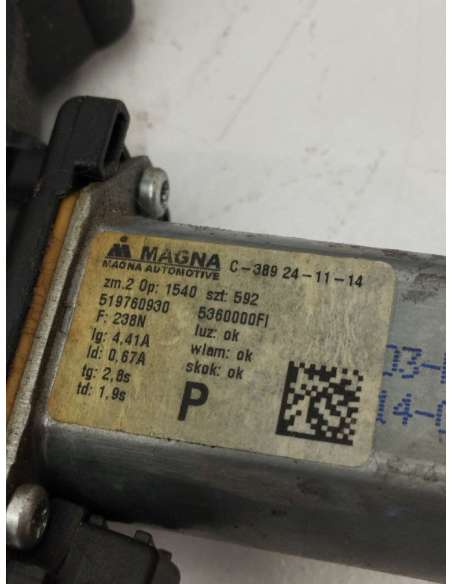 MAGNA C-389 24-11-14
MAGNA AUTOMOTIVE
zm.2 Op: 1540 szt: 592
519760930 5360000FI
F: 238N luz: ok
Ig: 4,41A wlam: ok
Id: 0,67A skok: ok
tg: 2,8s
td: 1,9s
P